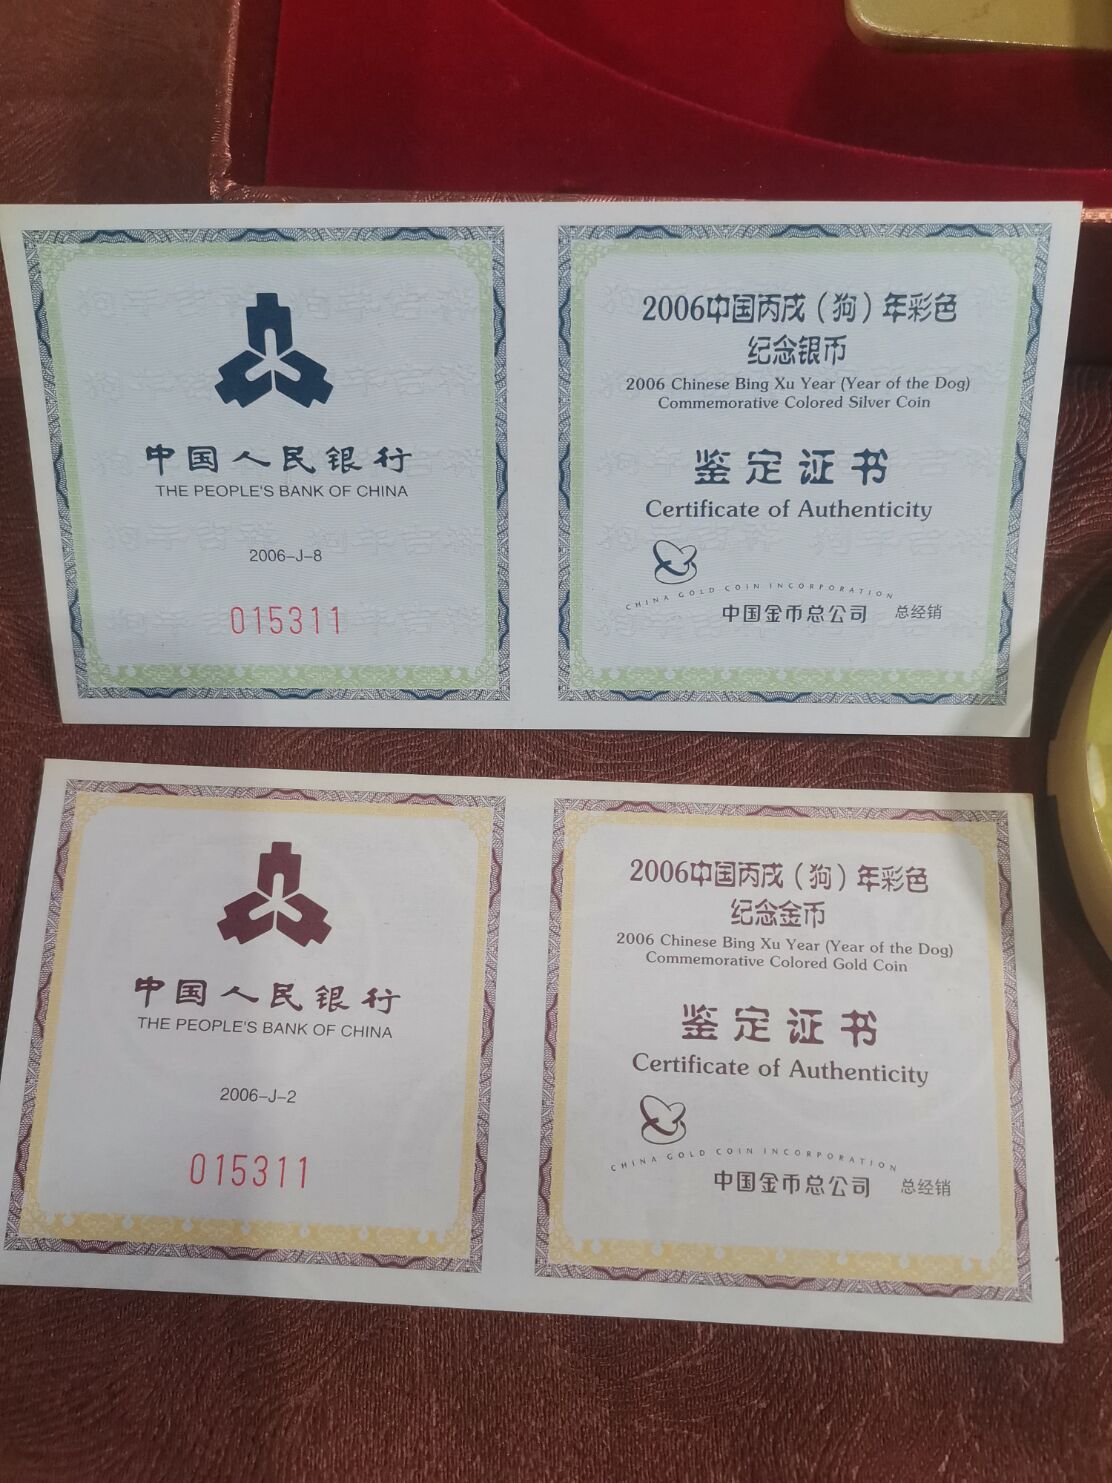 中国人民银行
THE PEOPLE'S BANK OF CHINA
2006-J-8
015311
2006中国丙戌（狗）年彩色
纪念银币
2006 Chinese Bing Xu Year (Year of the Dog)
Commemorative Colored Silver Coin
鉴定证书
Certificate of Authenticity
CHINA GOLD COIN INCORPORATION
中国金币总公司 总经销
中国人民银行
THE PEOPLE'S BANK OF CHINA
2006-J-2
015311
2006中国丙戌（狗）年彩色
纪念金币
2006 Chinese Bing Xu Year (Year of the Dog)
Commemorative Colored Gold Coin
鉴定证书
Certificate of Authenticity
CHINA GOLD COIN INCORPORATION
中国金币总公司 总经销